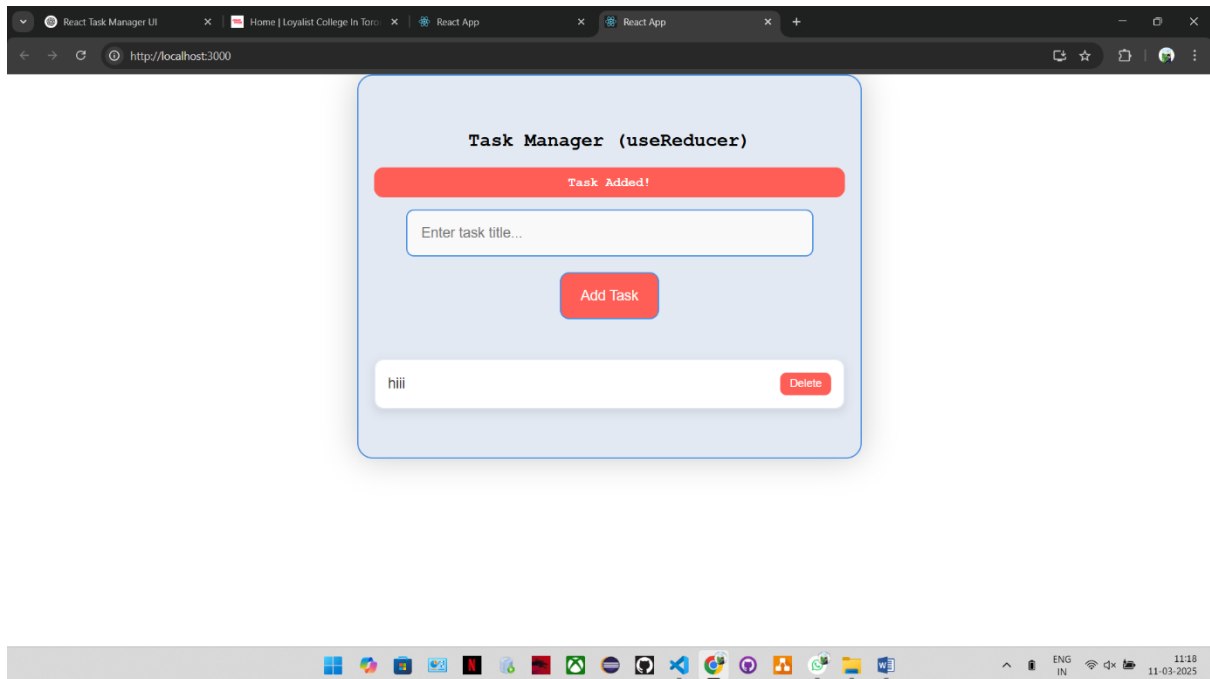 React Task Manager UI
Home | Loyalist College In Toro
React App
React App
http://localhost:3000
Task Manager (useReducer)
Task Added!
Enter task title...
Add Task
hiii
Delete
ENG
IN
11:18
11-03-2025